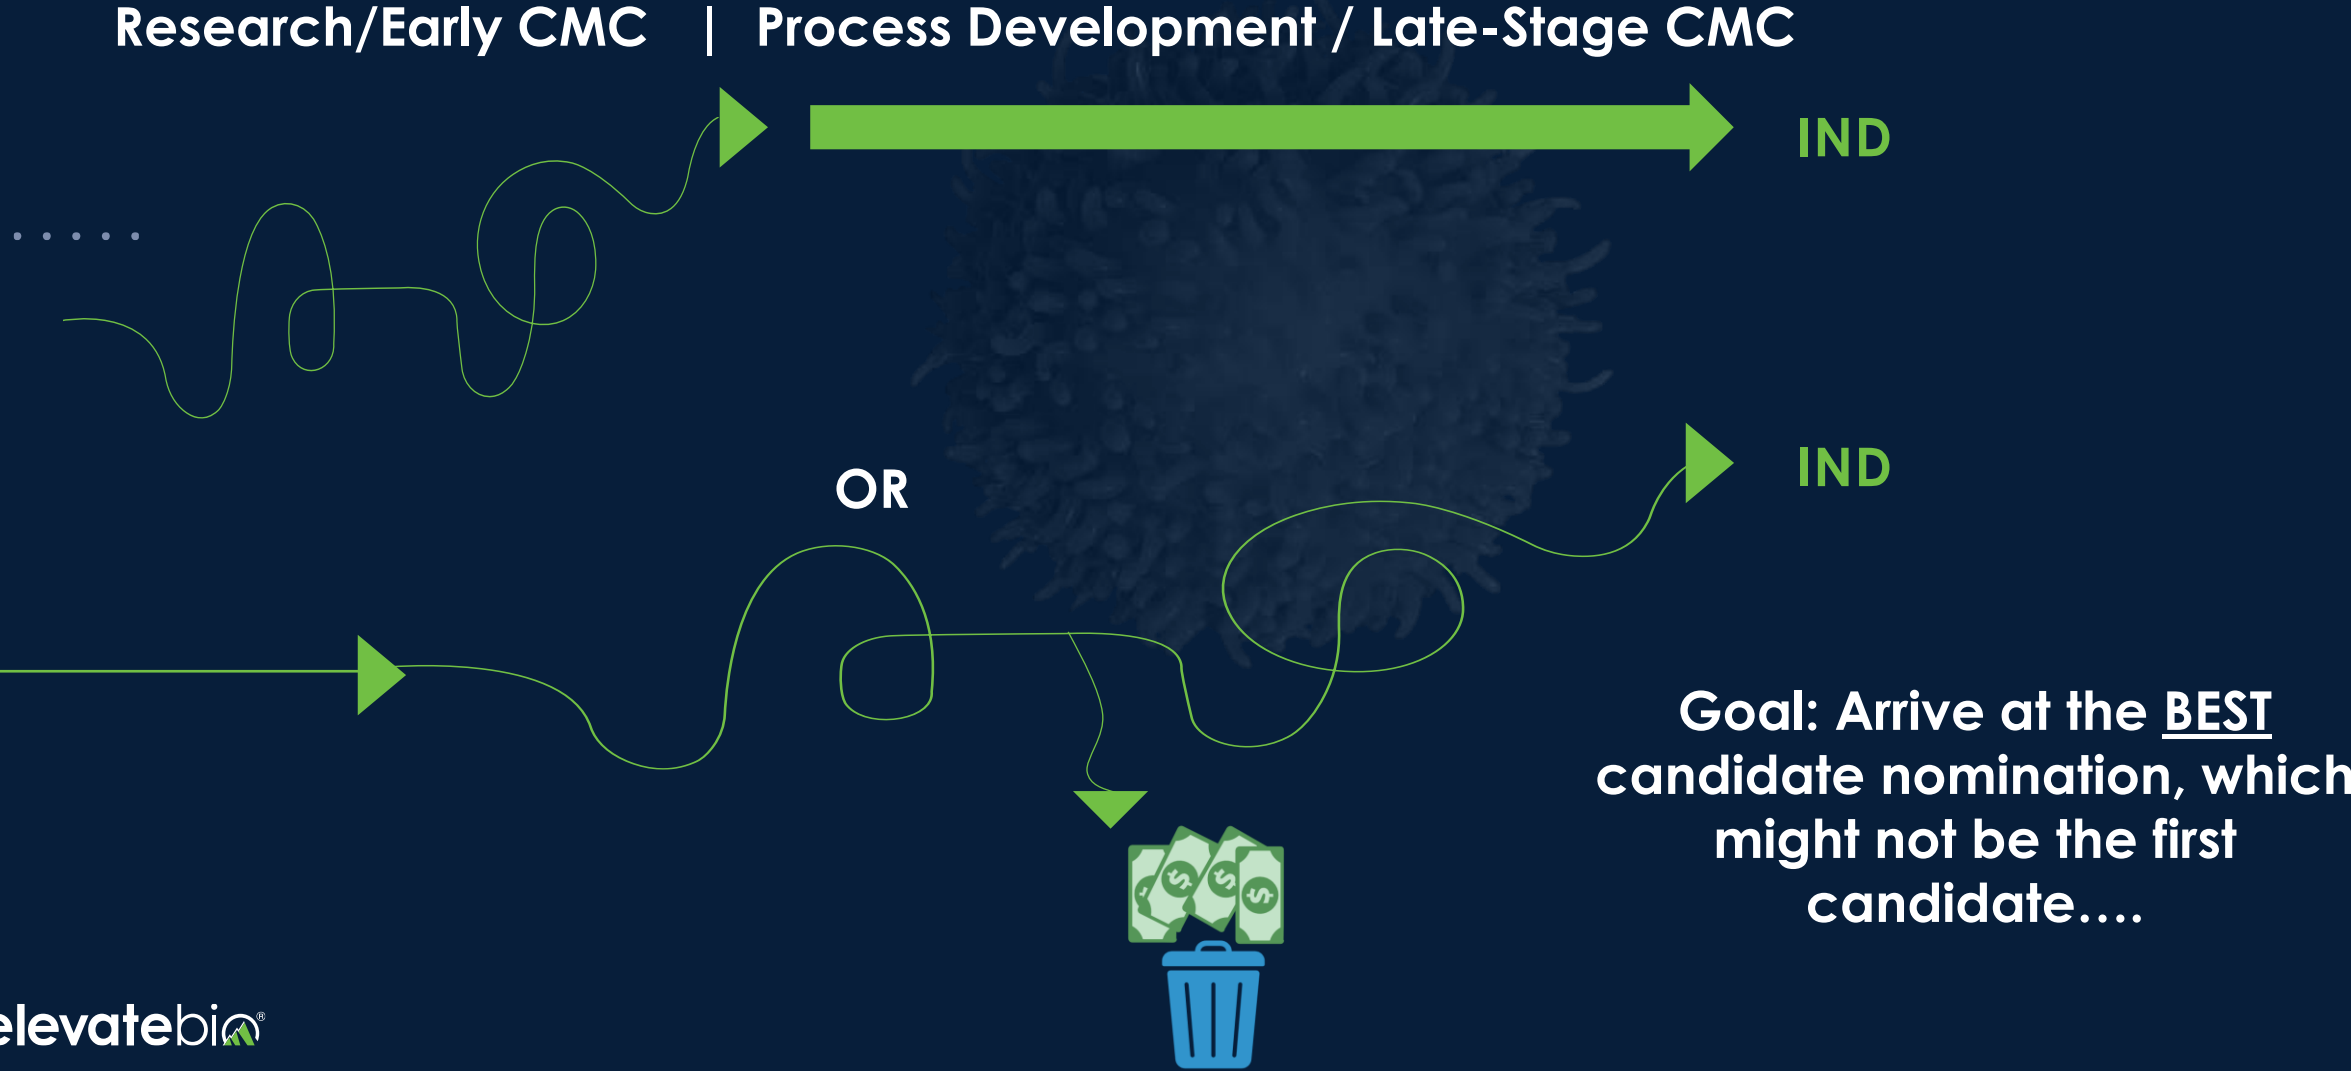 Research/Early CMC | Process Development / Late-Stage CMC
IND
OR
IND
Goal: Arrive at the BEST
candidate nomination, which
might not be the first
candidate....
elevatebio®